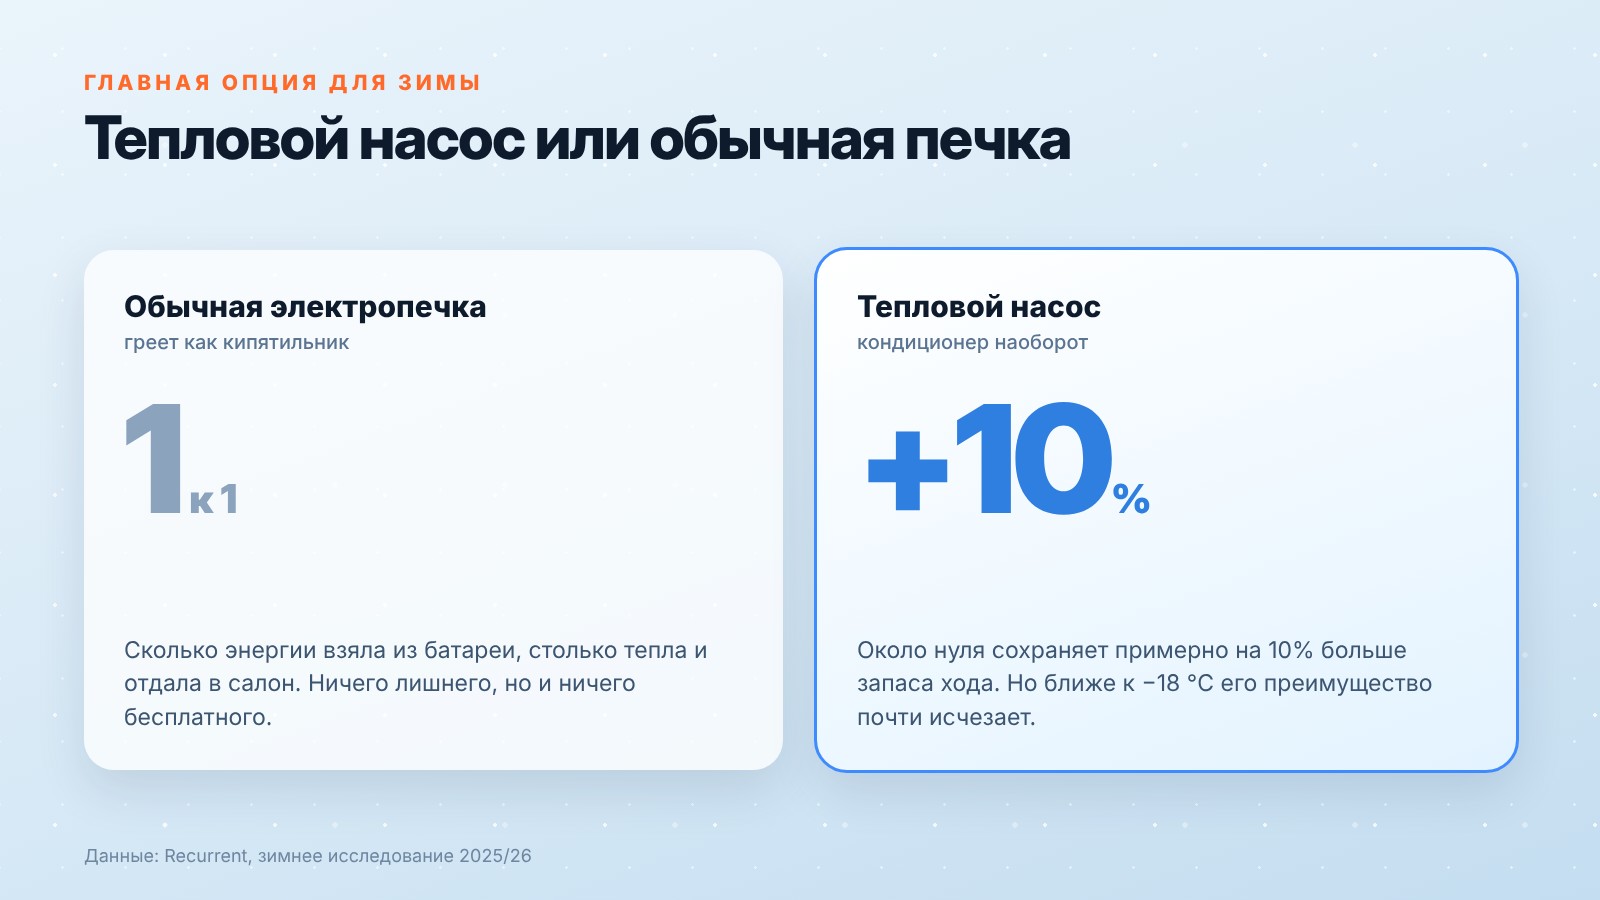 ГЛАВНАЯ ОПЦИЯ ДЛЯ ЗИМЫ
Тепловой насос или обычная печка
Обычная электропечка
греет как кипятильник
1 к 1
Сколько энергии взяла из батареи, столько тепла и
отдала в салон. Ничего лишнего, но и ничего
бесплатного.
Тепловой насос
кондиционер наоборот
+10%
Около нуля сохраняет примерно на 10% больше
запаса хода. Но ближе к −18 °C его преимущество
почти исчезает.
Данные: Recurrent, зимнее исследование 2025/26